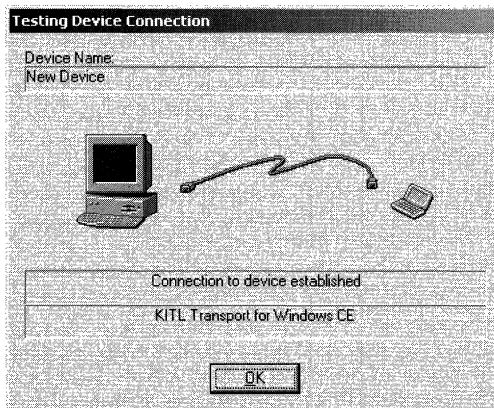 Testing Device Connection
Device Name:
New Device
Connection to device established
KITL Transport for Windows CE
OK